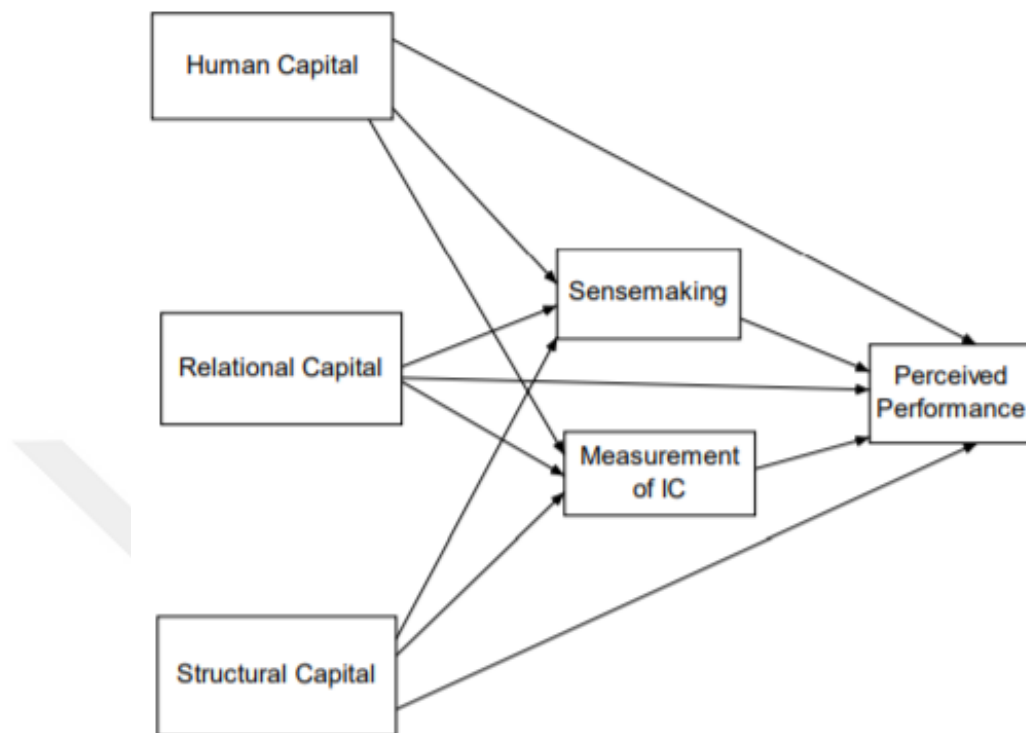 Human Capital
Sensemaking
Relational Capital
Perceived
Performance
Measurement
of IC
Structural Capital